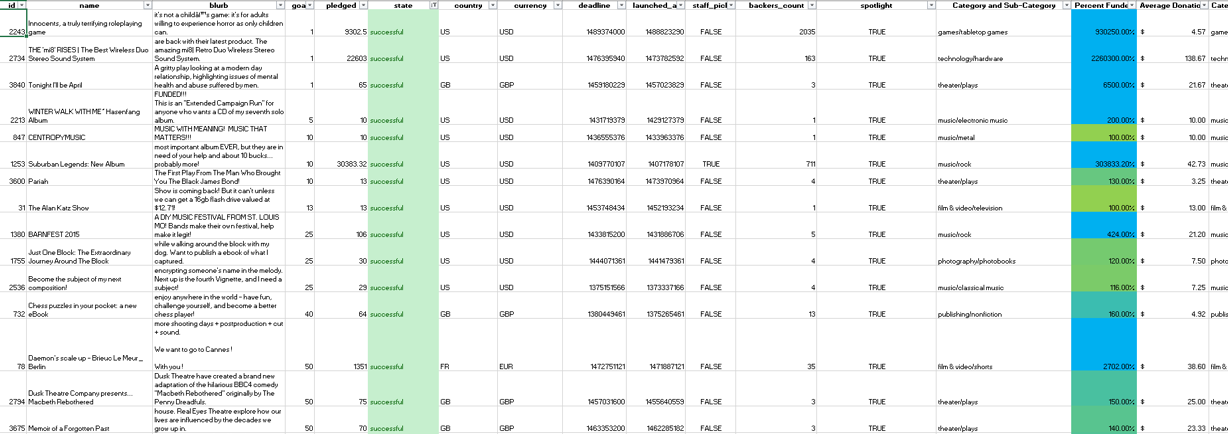 id name blurb goa pledged state country currency deadline launched_a staff_picl backers_count spotlight Category and Sub-Category Percent Funde Average Donatic Cate
it's not a childâ€™s game: it's for adults
willing to experience horror as only children
can.
2243 Innocents, a truly terrifying roleplaying game 1 9302.5 successful US USD 1489374000 1488823290 FALSE 2035 TRUE games/tabletop games 930250.00% $ 4.57 game
are back with their latest product. The
amazing mi8| Retro Duo Wireless Stereo
Sound System.
2734 THE 'mi8' RISES | The Best Wireless Duo Stereo Sound System 1 22603 successful US USD 1476395940 1473782592 FALSE 163 TRUE technology/hardware 2260300.00% $ 138.67 techn
A gritty play looking at a modern day
relationship, highlighting issues of mental
health and abuse suffered by men.
3840 Tonight I'll be April 1 65 successful GB GBP 1459180229 1457023829 FALSE 3 TRUE theater/plays 6500.00% $ 21.67 theat
FUNDED!!!
This is an "Extended Campaign Run" for
anyone who wants a CD of my seventh solo
album.
2213 WINTER WALK WITH ME" Hasenfang Album 5 10 successful US USD 1431719379 1429127379 FALSE 1 TRUE music/electronic music 200.00% $ 10.00 music
MUSIC WITH MEANING! MUSIC THAT
MATTERS!!!
847 CENTROPYMUSIC 10 10 successful US USD 1436555376 1433963376 FALSE 1 TRUE music/metal 100.00% $ 10.00 music
most important album EVER, but they are in
need of your help and about 10 bucks...
probably more!
1253 Suburban Legends: New Album 10 30383.32 successful US USD 1409770107 1407178107 TRUE 711 TRUE music/rock 303833.20% $ 42.73 music
The First Play From The Man Who Brought
You The Black James Bond!
3600 Pariah 10 13 successful US USD 1476390164 1473970964 FALSE 4 TRUE theater/plays 130.00% $ 3.25 theat
Show is coming back! But it can't unless
we can get a 16gb flash drive valued at
$12.71!
31 The Alan Katz Show 13 13 successful US USD 1453748434 1452193234 FALSE 1 TRUE film & video/television 100.00% $ 13.00 film &
A DIY MUSIC FESTIVAL FROM ST. LOUIS
MO! Bands make their own festival, help
make it legit!
1380 BARNFEST 2015 25 106 successful US USD 1433815200 1431886706 FALSE 5 TRUE music/rock 424.00% $ 21.20 music
while walking around the block with my
dog. Want to publish a ebook of what I
captured.
1755 Just One Block: The Extraordinary Journey Around The Block 25 30 successful US USD 1444071361 1441479361 FALSE 4 TRUE photography/photobooks 120.00% $ 7.50 photo
encrypting someone's name in the melody.
Next up is the fourth Vignette, and I need a
subject!
2536 Become the subject of my next composition! 25 29 successful US USD 1375151566 1373337166 FALSE 4 TRUE music/classical music 116.00% $ 7.25 music
enjoy anywhere in the world - have fun,
challenge yourself, and become a better
chess player!
732 Chess puzzles in your pocket: a new eBook 40 64 successful GB GBP 1380449461 1375265461 FALSE 13 TRUE publishing/nonfiction 160.00% $ 4.92 publis
more shooting days + postproduction + cut
+ sound.
We want to go to Cannes !
With you !
78 Daemon's scale up - Brieuc Le Meur_ Berlin 50 1351 successful FR EUR 1472751121 1471887121 FALSE 35 TRUE film & video/shorts 2702.00% $ 38.60 film &
Dusk Theatre have created a brand new
adaptation of the hilarious BBC4 comedy
"Macbeth Rebothered" originally by The
Penny Dreadfuls.
2794 Dusk Theatre Company presents... Macbeth Rebothered 50 75 successful GB GBP 1457031600 1455640559 FALSE 3 TRUE theater/plays 150.00% $ 25.00 theat
house. Real Eyes Theatre explore how our
lives are influenced by the decades we
grow up in.
3675 Memoir of a Forgotten Past 50 70 successful GB GBP 1463353200 1462285182 FALSE 3 TRUE theater/plays 140.00% $ 23.33 theat